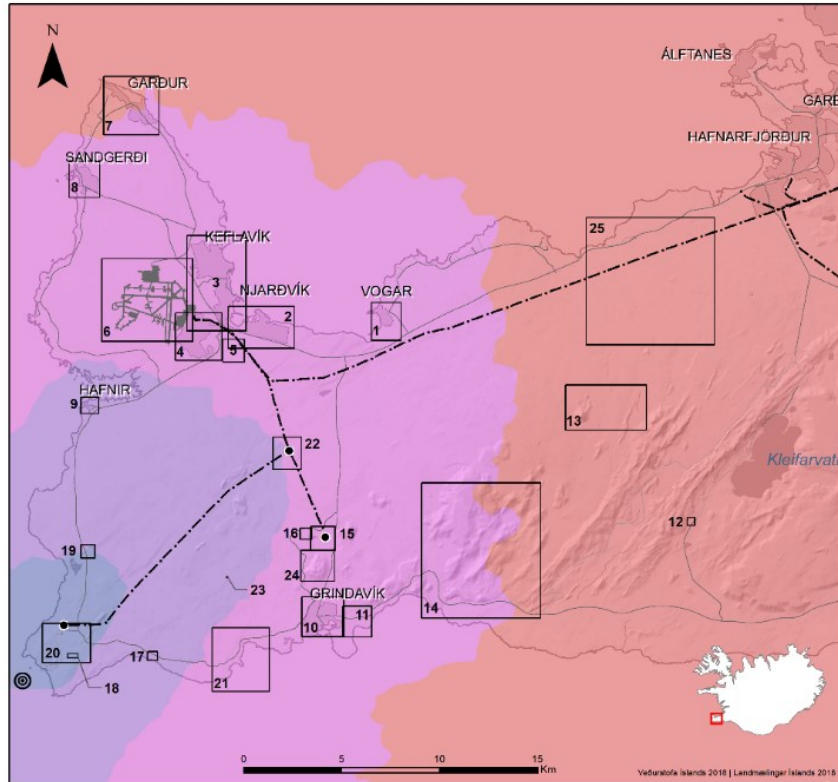 N
GARÐUR
7
ÁLFTANES
GARÐ
HAFNARFJÖRÐUR
SANDGERÐI
8
25
KEFLAVÍK
3
NJARÐVÍK
VOGAR
2
1
6
4
5
HAFNIR
9
13
22
Kleifarvat
16
15
12
19
24
23
GRINDAVÍK
14
10
11
17
20
18
21
0
5
10
15
Km
Veðurstofa Íslands 2018 | Landmælingar Íslands 2018